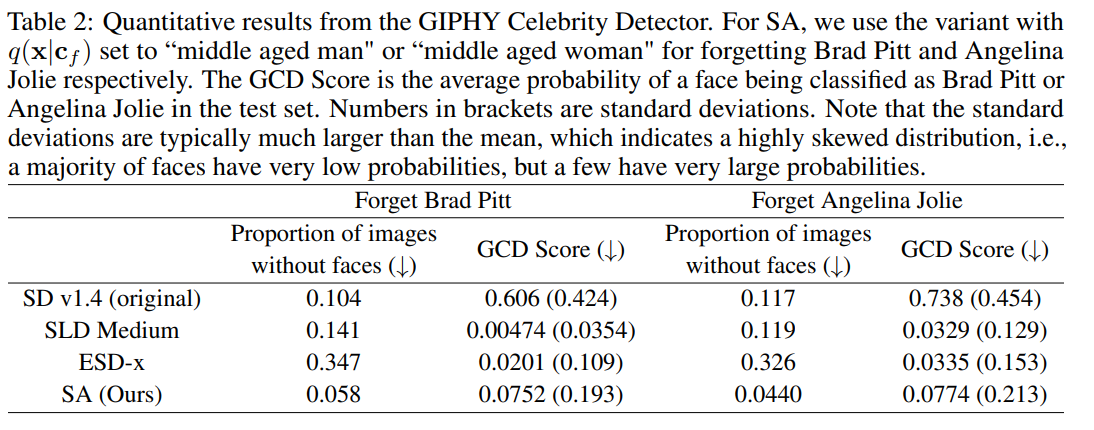 Table 2: Quantitative results from the GIPHY Celebrity Detector. For SA, we use the variant with
q(x|c_f) set to “middle aged man" or “middle aged woman" for forgetting Brad Pitt and Angelina
Jolie respectively. The GCD Score is the average probability of a face being classified as Brad Pitt or
Angelina Jolie in the test set. Numbers in brackets are standard deviations. Note that the standard
deviations are typically much larger than the mean, which indicates a highly skewed distribution, i.e.,
a majority of faces have very low probabilities, but a few have very large probabilities.
Forget Brad Pitt Forget Angelina Jolie
Proportion of images Proportion of images
without faces (↓) GCD Score (↓) without faces (↓) GCD Score (↓)
SD v1.4 (original) 0.104 0.606 (0.424) 0.117 0.738 (0.454)
SLD Medium 0.141 0.00474 (0.0354) 0.119 0.0329 (0.129)
ESD-x 0.347 0.0201 (0.109) 0.326 0.0335 (0.153)
SA (Ours) 0.058 0.0752 (0.193) 0.0440 0.0774 (0.213)